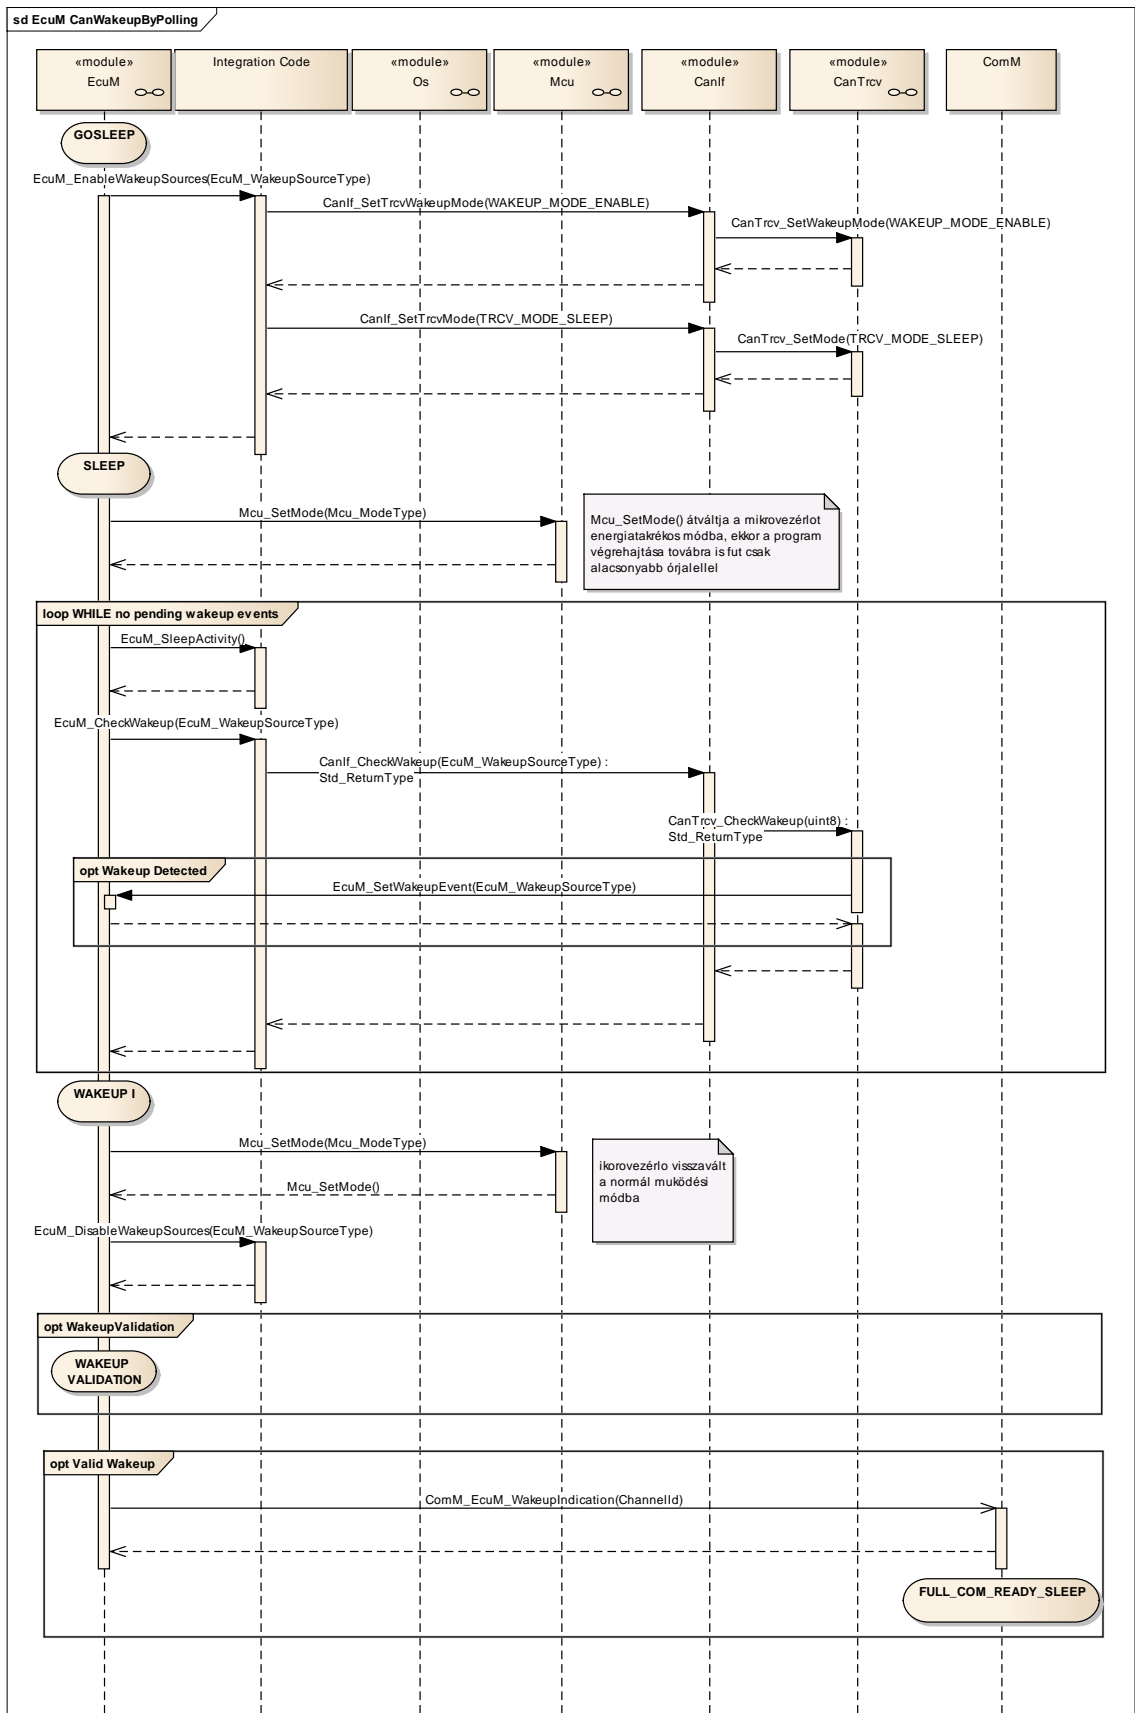 sd EcuM CanWakeupByPolling
«module»
EcuM
Integration Code
«module»
Os
«module»
Mcu
«module»
CanIf
«module»
CanTrcv
ComM
GOSLEEP
EcuM_EnableWakeupSources(EcuM_WakeupSourceType)
CanIf_SetTrcvWakeupMode(WAKEUP_MODE_ENABLE)
CanTrcv_SetWakeupMode(WAKEUP_MODE_ENABLE)
CanIf_SetTrcvMode(TRCV_MODE_SLEEP)
CanTrcv_SetMode(TRCV_MODE_SLEEP)
SLEEP
Mcu_SetMode(Mcu_ModeType)
Mcu_SetMode() átváltja a mikrovezérlot
energiatakrékos módba, ekkor a program
végrehajtása továbra is fut csak
alacsonyabb órjalellel
loop WHILE no pending wakeup events
EcuM_SleepActivity()
EcuM_CheckWakeup(EcuM_WakeupSourceType)
CanIf_CheckWakeup(EcuM_WakeupSourceType) :
Std_ReturnType
CanTrcv_CheckWakeup(uint8) :
Std_ReturnType
opt Wakeup Detected
EcuM_SetWakeupEvent(EcuM_WakeupSourceType)
WAKEUP I
Mcu_SetMode(Mcu_ModeType)
ikorovezérlo visszavált
a normál muködési
módba
Mcu_SetMode()
EcuM_DisableWakeupSources(EcuM_WakeupSourceType)
opt WakeupValidation
WAKEUP
VALIDATION
opt Valid Wakeup
ComM_EcuM_WakeupIndication(ChannelId)
FULL_COM_READY_SLEEP